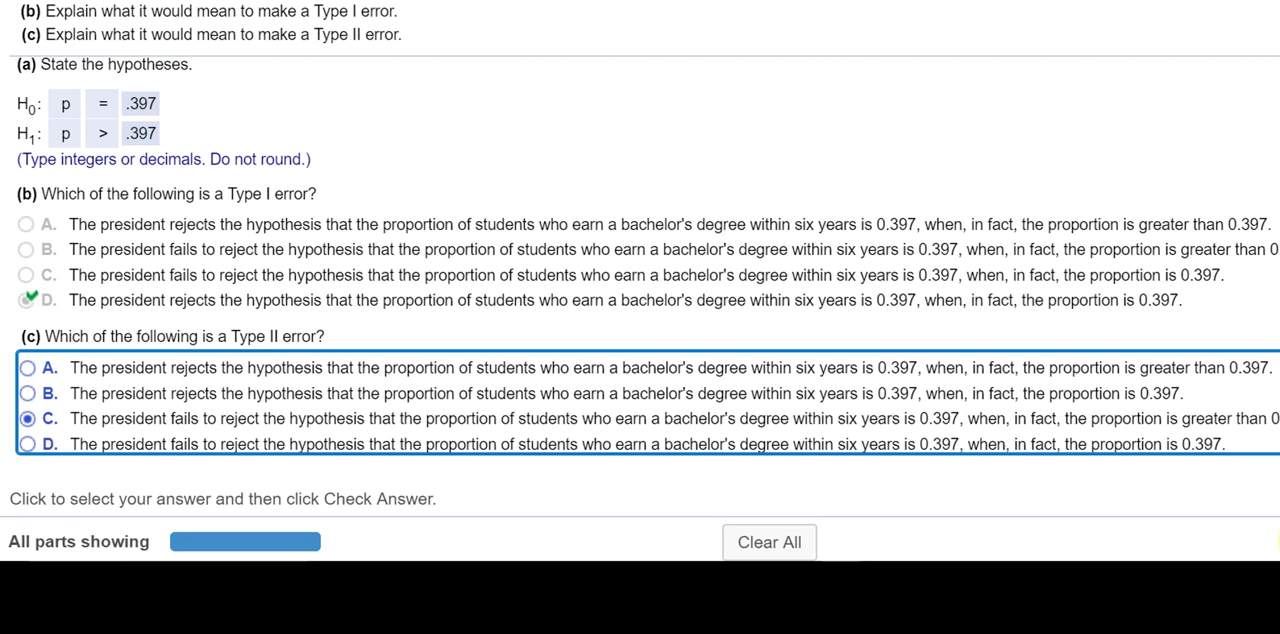 (b) Explain what it would mean to make a Type I error.
(c) Explain what it would mean to make a Type II error.
(a) State the hypotheses.
H0: p = .397
H1: p > .397
(Type integers or decimals. Do not round.)
(b) Which of the following is a Type I error?
A. The president rejects the hypothesis that the proportion of students who earn a bachelor's degree within six years is 0.397, when, in fact, the proportion is greater than 0.397.
B. The president fails to reject the hypothesis that the proportion of students who earn a bachelor's degree within six years is 0.397, when, in fact, the proportion is greater than 0
C. The president fails to reject the hypothesis that the proportion of students who earn a bachelor's degree within six years is 0.397, when, in fact, the proportion is 0.397.
D. The president rejects the hypothesis that the proportion of students who earn a bachelor's degree within six years is 0.397, when, in fact, the proportion is 0.397.
(c) Which of the following is a Type II error?
A. The president rejects the hypothesis that the proportion of students who earn a bachelor's degree within six years is 0.397, when, in fact, the proportion is greater than 0.397.
B. The president rejects the hypothesis that the proportion of students who earn a bachelor's degree within six years is 0.397, when, in fact, the proportion is 0.397.
C. The president fails to reject the hypothesis that the proportion of students who earn a bachelor's degree within six years is 0.397, when, in fact, the proportion is greater than 0
D. The president fails to reject the hypothesis that the proportion of students who earn a bachelor's degree within six years is 0.397, when, in fact, the proportion is 0.397.
Click to select your answer and then click Check Answer.
All parts showing
Clear All